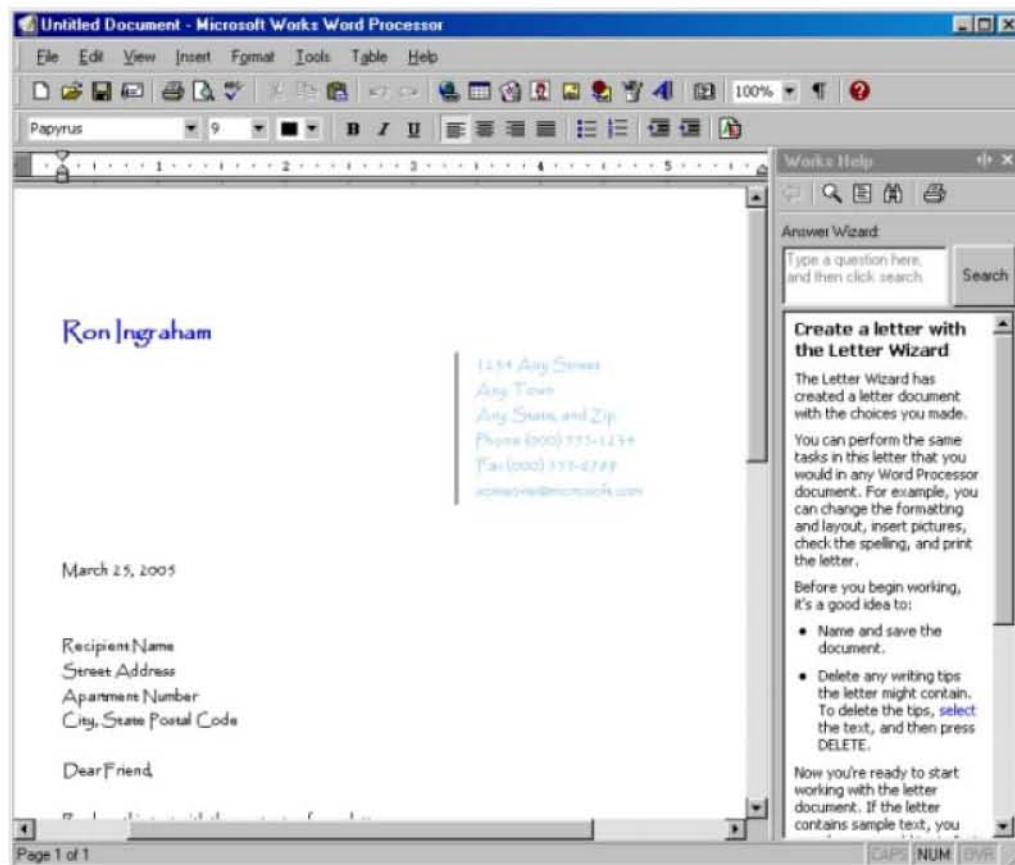 Untitled Document - Microsoft Works Word Processor
File Edit View Insert Format Tools Table Help
100%
Papyrus 9 B I U
1 2 3 4 5
Works Help
Answer Wizard:
Type a question here, and then click search.
Search
Ron Ingraham
1234 Any Street
Any Town
Any State, and Zip
Phone (000) 555-1234
Fax (000) 555-6789
someone@microsoft.com
March 25, 2005
Recipient Name
Street Address
Apartment Number
City, State Postal Code
Dear Friend,
Create a letter with
the Letter Wizard
The Letter Wizard has
created a letter document
with the choices you made.
You can perform the same
tasks in this letter that you
would in any Word Processor
document. For example, you
can change the formatting
and layout, insert pictures,
check the spelling, and print
the letter.
Before you begin working,
it's a good idea to:
Name and save the
document.
Delete any writing tips
the letter might contain.
To delete the tips, select
the text, and then press
DELETE.
Now you're ready to start
working with the letter
document. If the letter
contains sample text, you
Page 1 of 1
CAPS NUM OVR